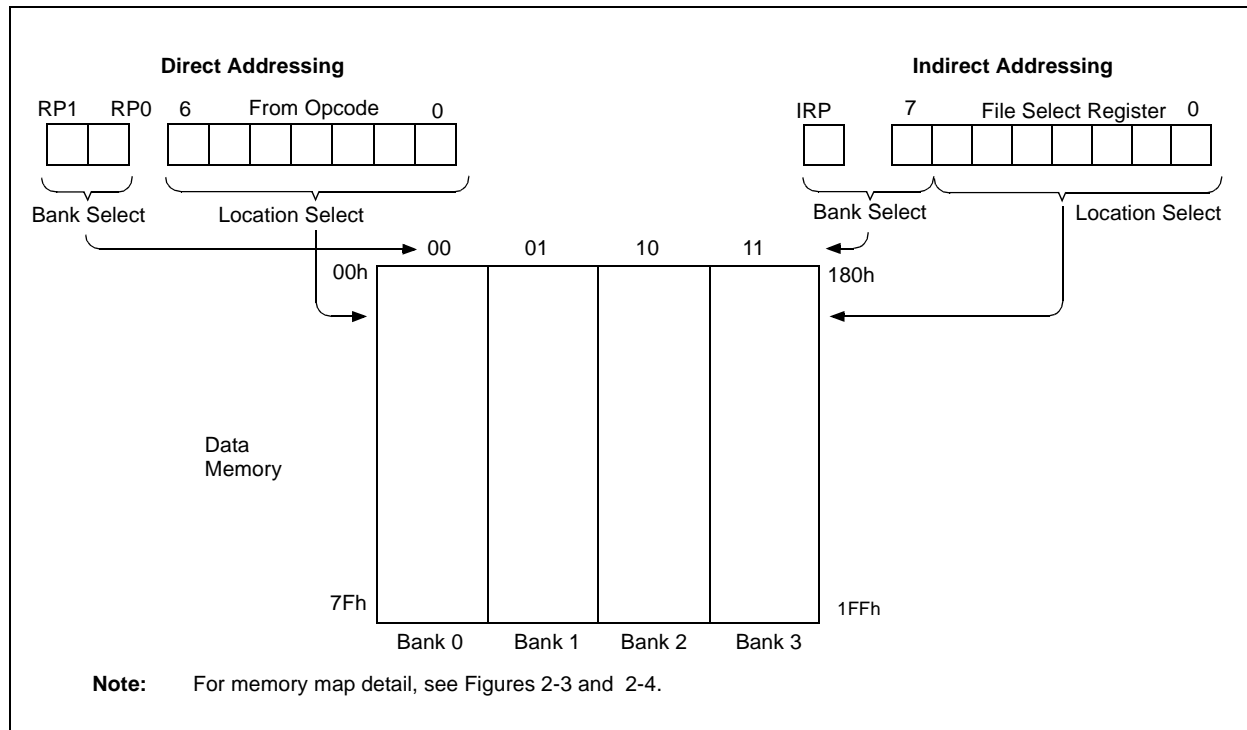 Direct Addressing
Indirect Addressing
RP1 RP0 6 From Opcode 0
IRP 7 File Select Register 0
Bank Select Location Select
Bank Select Location Select
00 01 10 11
00h
180h
Data
Memory
7Fh
1FFh
Bank 0 Bank 1 Bank 2 Bank 3
Note: For memory map detail, see Figures 2-3 and 2-4.